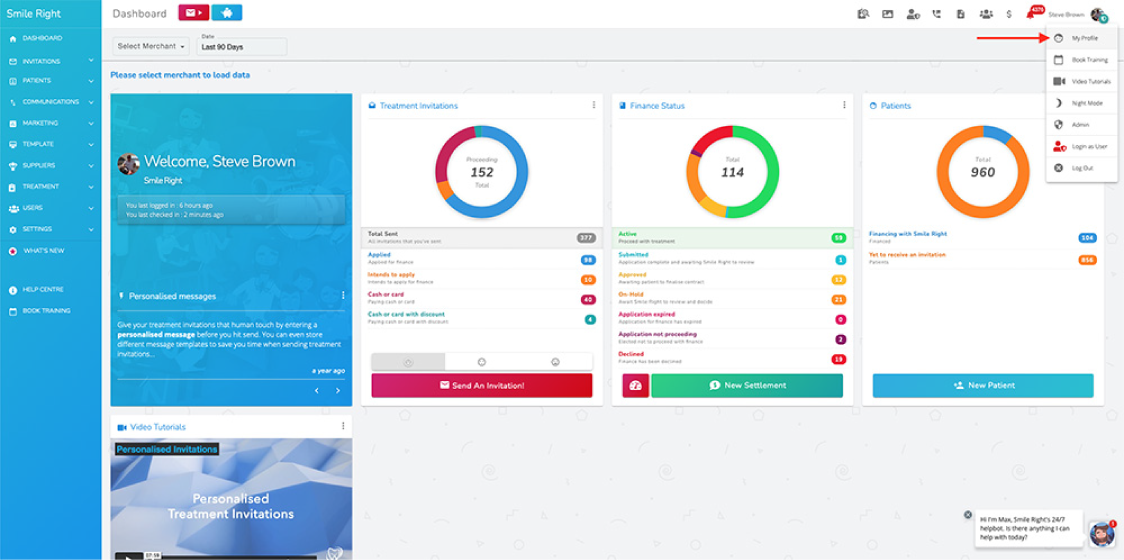 Smile Right
Dashboard
4376
Steve Brown
DASHBOARD
INVITATIONS
PATIENTS
COMMUNICATIONS
MARKETING
TEMPLATE
SUPPLIERS
TREATMENT
USERS
SETTINGS
WHAT'S NEW
HELP CENTRE
BOOK TRAINING
Select Merchant
Date
Last 90 Days
My Profile
Book Training
Video Tutorials
Night Mode
Admin
Login as User
Log Out
Please select merchant to load data
Welcome, Steve Brown
Smile Right
You last logged in : 6 hours ago
You last checked in : 2 minutes ago
Personalised messages
Give your treatment invitations that human touch by entering a
personalised message before you hit send. You can even store
different message templates to save you time when sending treatment
invitations...
a year ago
Treatment Invitations
Proceeding
152
Total
Total Sent
All invitations that you've sent
377
Applied
Applied for finance
98
Intends to apply
Intends to apply for finance
10
Cash or card
Paying cash or card
40
Cash or card with discount
Paying cash or card with discount
4
Send An Invitation!
Finance Status
Total
114
Active
Proceed with treatment
59
Submitted
Application complete and awaiting Smile Right to review
1
Approved
Awaiting patient to finalise contract
12
On-Hold
Await Smile Right to review and decide
21
Application expired
Application for finance has expired
0
Application not proceeding
Elected not to proceed with finance
2
Declined
Finance has been declined
19
New Settlement
Patients
Total
960
Financing with Smile Right
Financed
104
Yet to receive an invitation
Patients
856
New Patient
Video Tutorials
Personalised Invitations
Personalised
Treatment Invitations
07:59
Hi I'm Max, Smile Right's 24/7
helpbot. Is there anything I can
help with today?
1